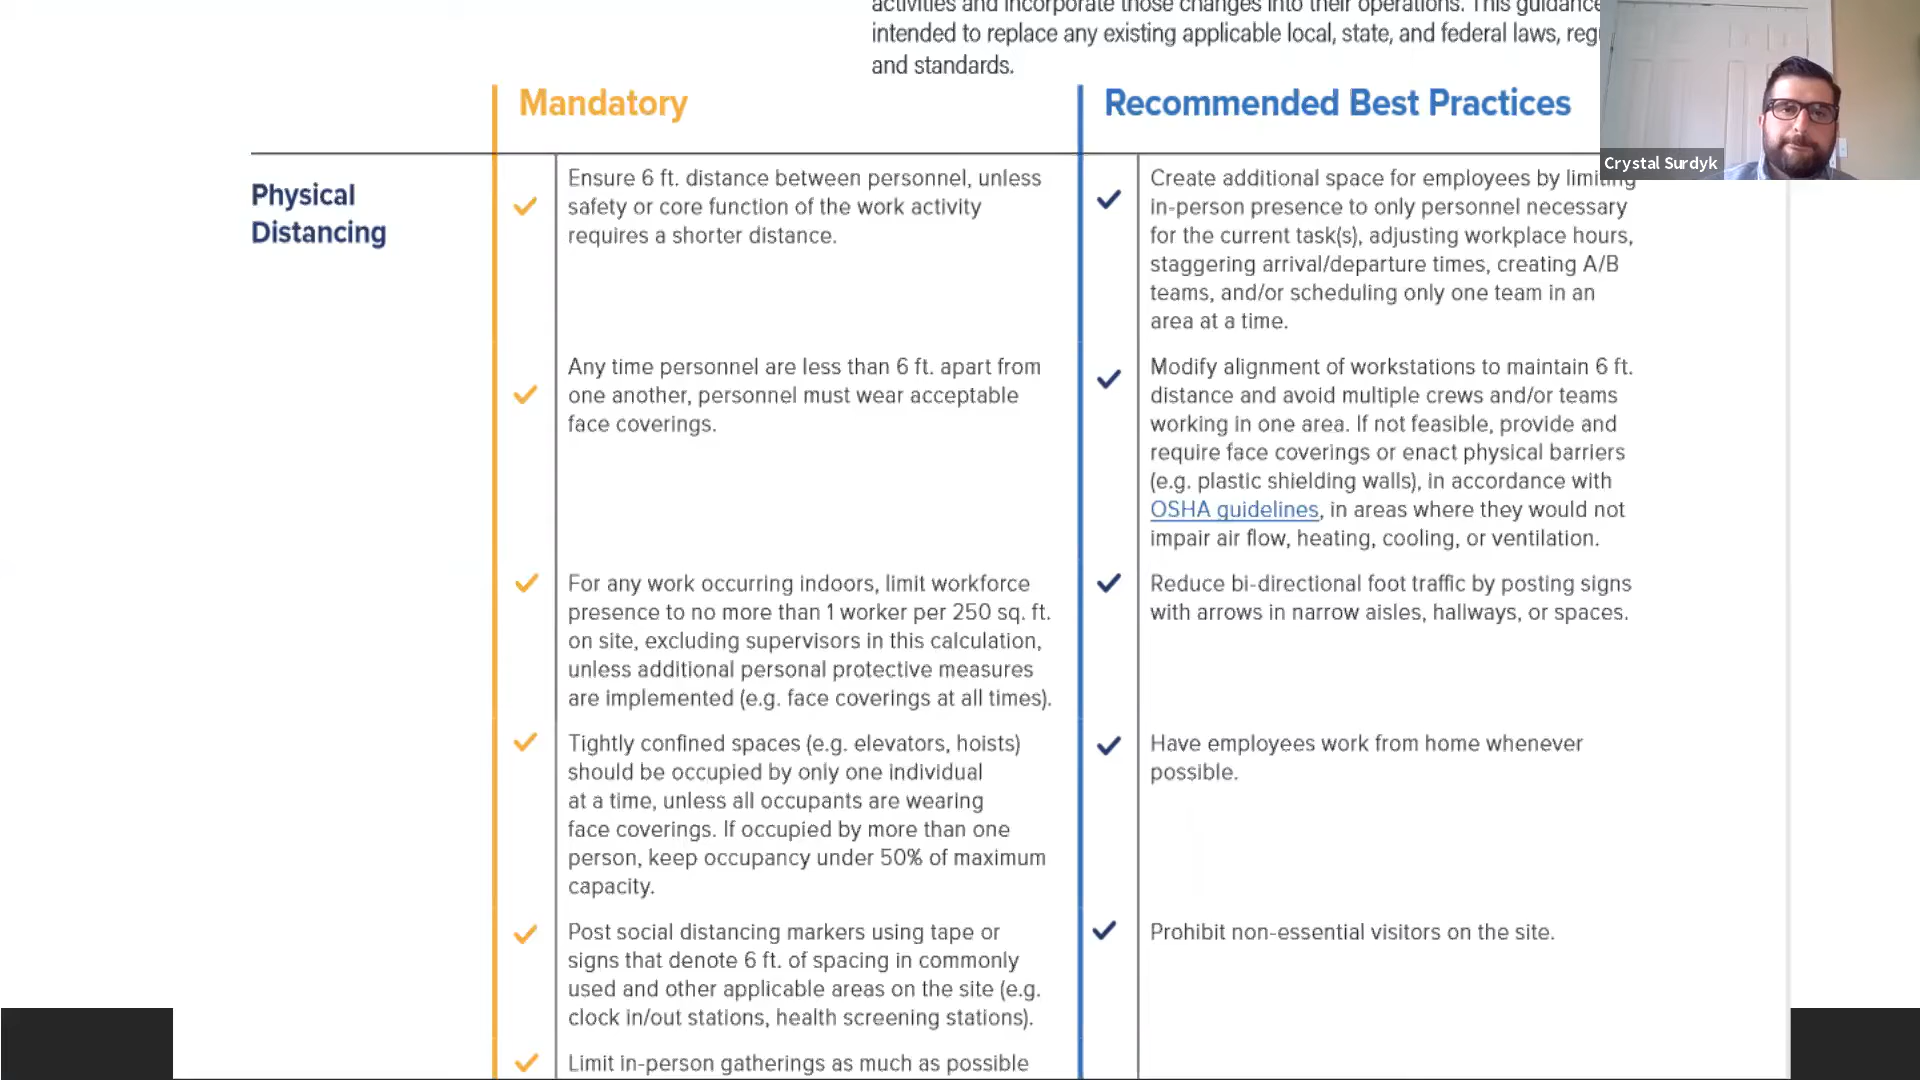 activities and incorporate those changes into their operations. This guidance
intended to replace any existing applicable local, state, and federal laws,
and standards.
Mandatory
Recommended Best Practices
Crystal Surdyk
Physical
Distancing
Ensure 6 ft. distance between personnel, unless
safety or core function of the work activity
requires a shorter distance.
Create additional space for employees by limiting
in-person presence to only personnel necessary
for the current task(s), adjusting workplace hours,
staggering arrival/departure times, creating A/B
teams, and/or scheduling only one team in an
area at a time.
Any time personnel are less than 6 ft. apart from
one another, personnel must wear acceptable
face coverings.
Modify alignment of workstations to maintain 6 ft.
distance and avoid multiple crews and/or teams
working in one area. If not feasible, provide and
require face coverings or enact physical barriers
(e.g. plastic shielding walls), in accordance with
OSHA guidelines, in areas where they would not
impair air flow, heating, cooling, or ventilation.
For any work occurring indoors, limit workforce
presence to no more than 1 worker per 250 sq. ft.
on site, excluding supervisors in this calculation,
unless additional personal protective measures
are implemented (e.g. face coverings at all times).
Reduce bi-directional foot traffic by posting signs
with arrows in narrow aisles, hallways, or spaces.
Tightly confined spaces (e.g. elevators, hoists)
should be occupied by only one individual
at a time, unless all occupants are wearing
face coverings. If occupied by more than one
person, keep occupancy under 50% of maximum
capacity.
Have employees work from home whenever
possible.
Post social distancing markers using tape or
signs that denote 6 ft. of spacing in commonly
used and other applicable areas on the site (e.g.
clock in/out stations, health screening stations).
Prohibit non-essential visitors on the site.
Limit in-person gatherings as much as possible